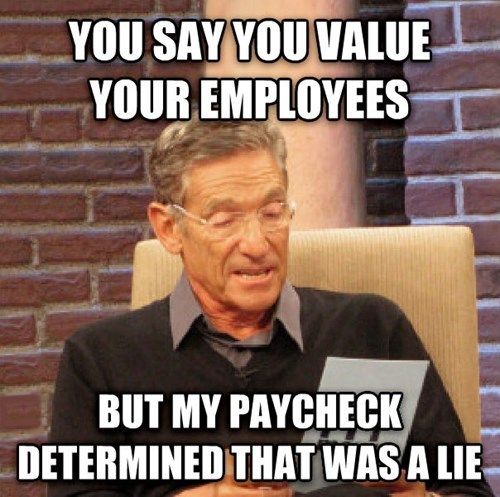 YOU SAY YOU VALUE
YOUR EMPLOYEES
BUT MY PAYCHECK
DETERMINED THAT WAS A LIE